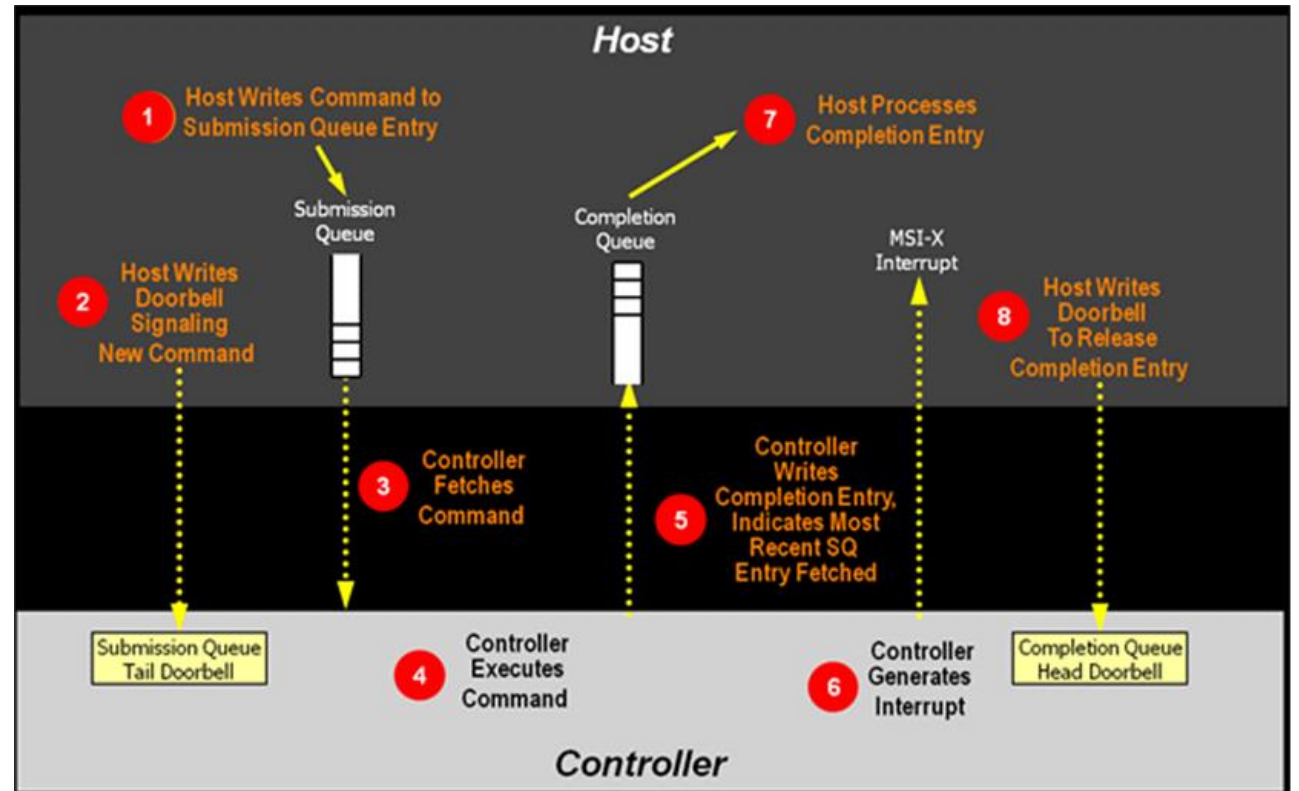 Host
1
Host Writes Command to
Submission Queue Entry
7
Host Processes
Completion Entry
Submission
Queue
Completion
Queue
MSI-X
Interrupt
2
Host Writes
Doorbell
Signaling
New Command
8
Host Writes
Doorbell
To Release
Completion Entry
3
Controller
Fetches
Command
5
Controller
Writes
Completion Entry,
Indicates Most
Recent SQ
Entry Fetched
Submission Queue
Tail Doorbell
4
Controller
Executes
Command
6
Controller
Generates
Interrupt
Completion Queue
Head Doorbell
Controller